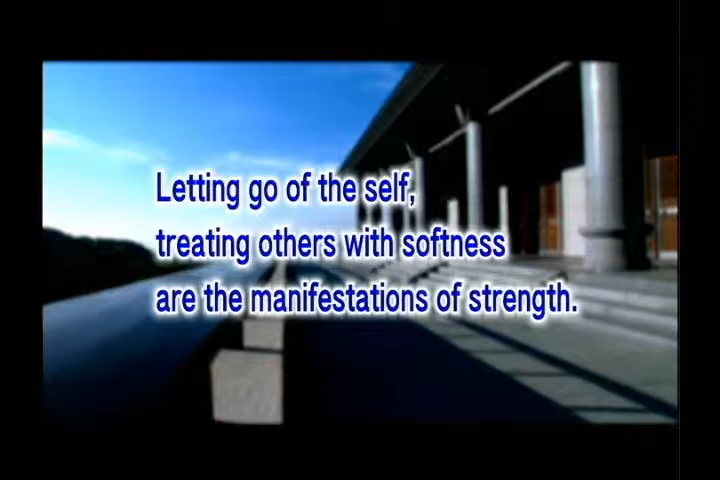 Letting go of the self,
treating others with softness
are the manifestations of strength.